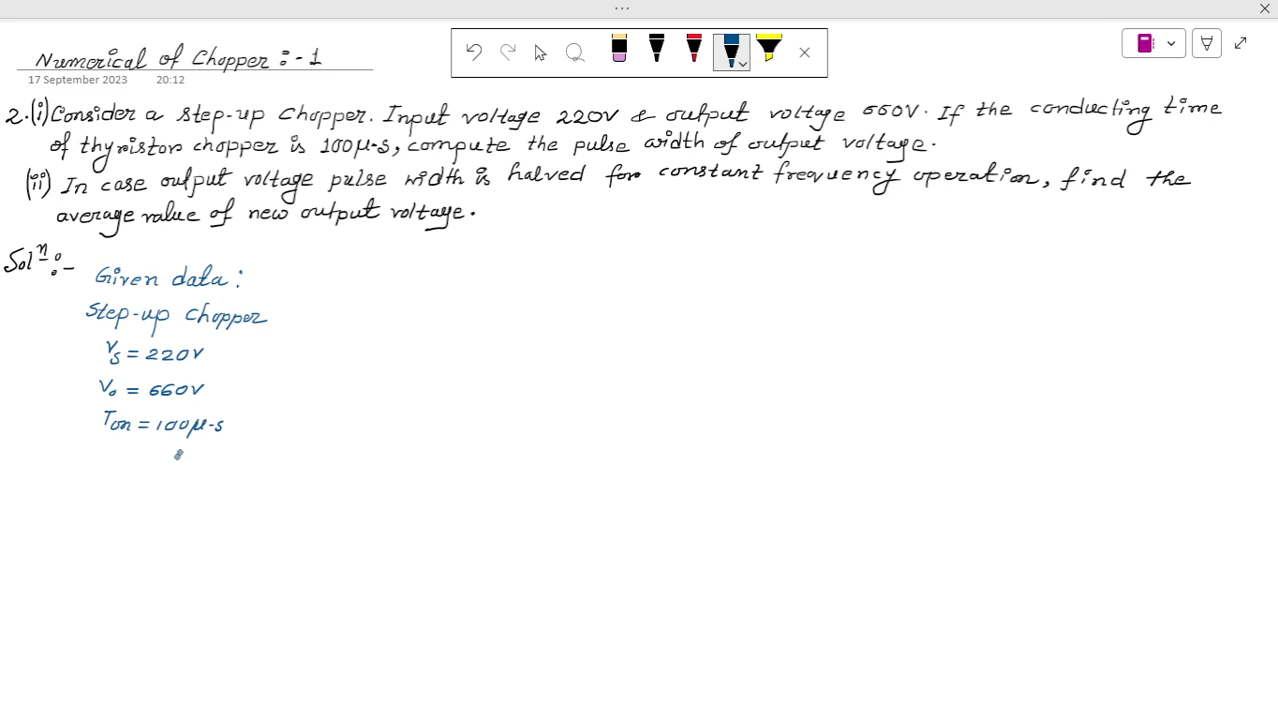 Numerical of Chopper :- 1
17 September 2023 20:12
2.(i) Consider a step-up chopper. Input voltage 220V & output voltage 660V. If the conducting time
of thyristor chopper is 100μ-s, compute the pulse width of output voltage.
(ii) In case output voltage pulse width is halved for constant frequency operation, find the
average value of new output voltage.
Solⁿ:-
Given data:
Step-up chopper
Vs = 220V
Vo = 660V
Ton = 100μ-s